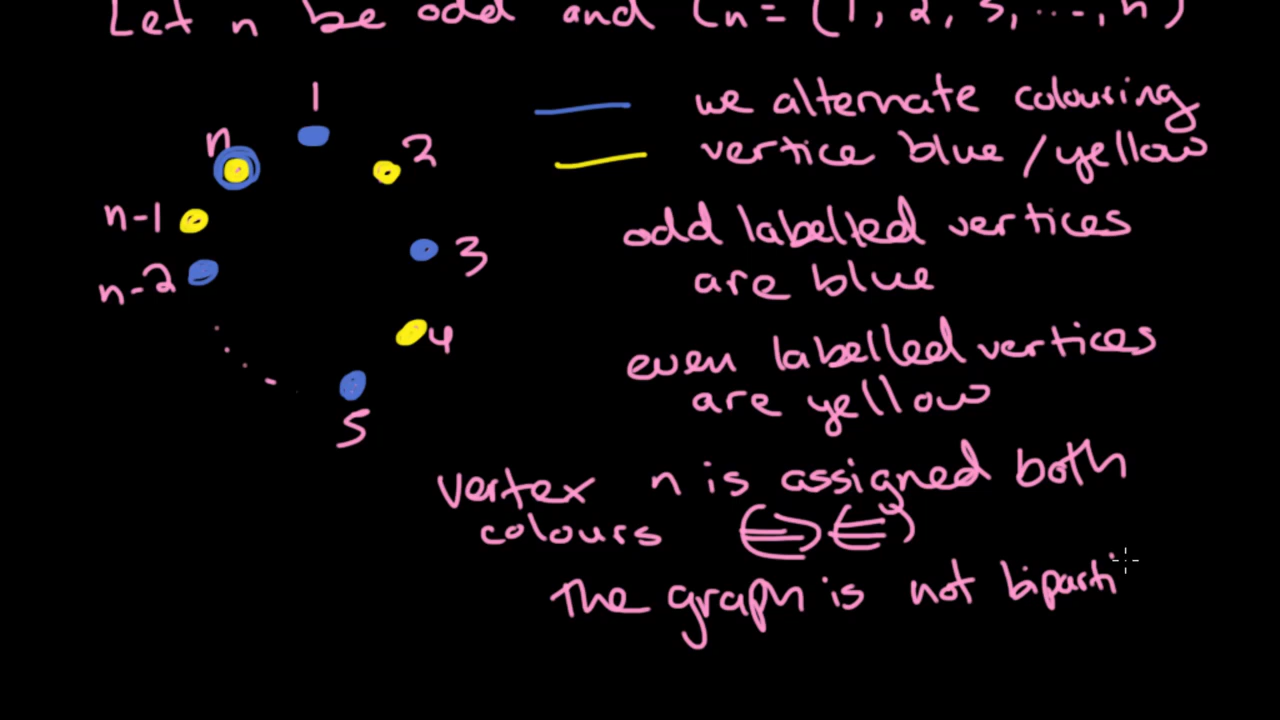 Let n be odd and Cn = (1, 2, 3, ..., n)
1
we alternate colouring
n
2
vertice blue / yellow
n-1
odd labelled vertices
3
n-2
are blue
4
even labelled vertices
are yellow
5
vertex n is assigned both
colours (⇒⇐)
The graph is not biparti